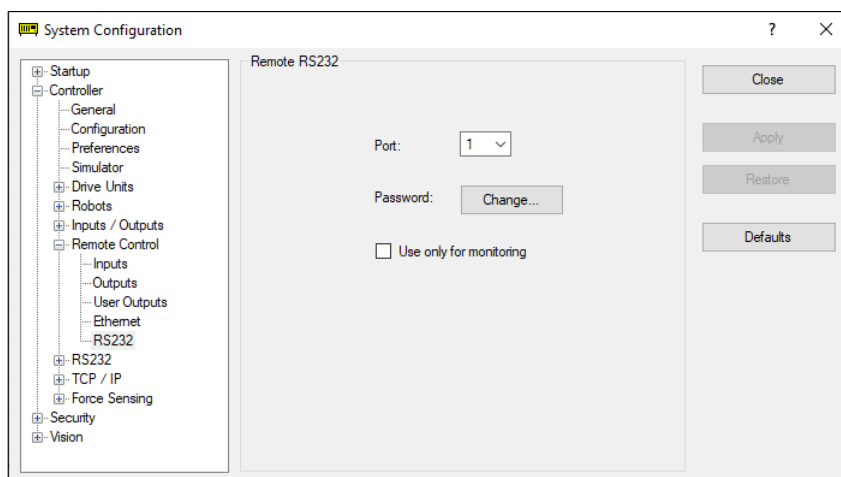 System Configuration
?
Startup
Controller
General
Configuration
Preferences
Simulator
Drive Units
Robots
Inputs / Outputs
Remote Control
Inputs
Outputs
User Outputs
Ethernet
RS232
RS232
TCP / IP
Force Sensing
Security
Vision
Remote RS232
Port:
1
Password:
Change...
Use only for monitoring
Close
Apply
Restore
Defaults